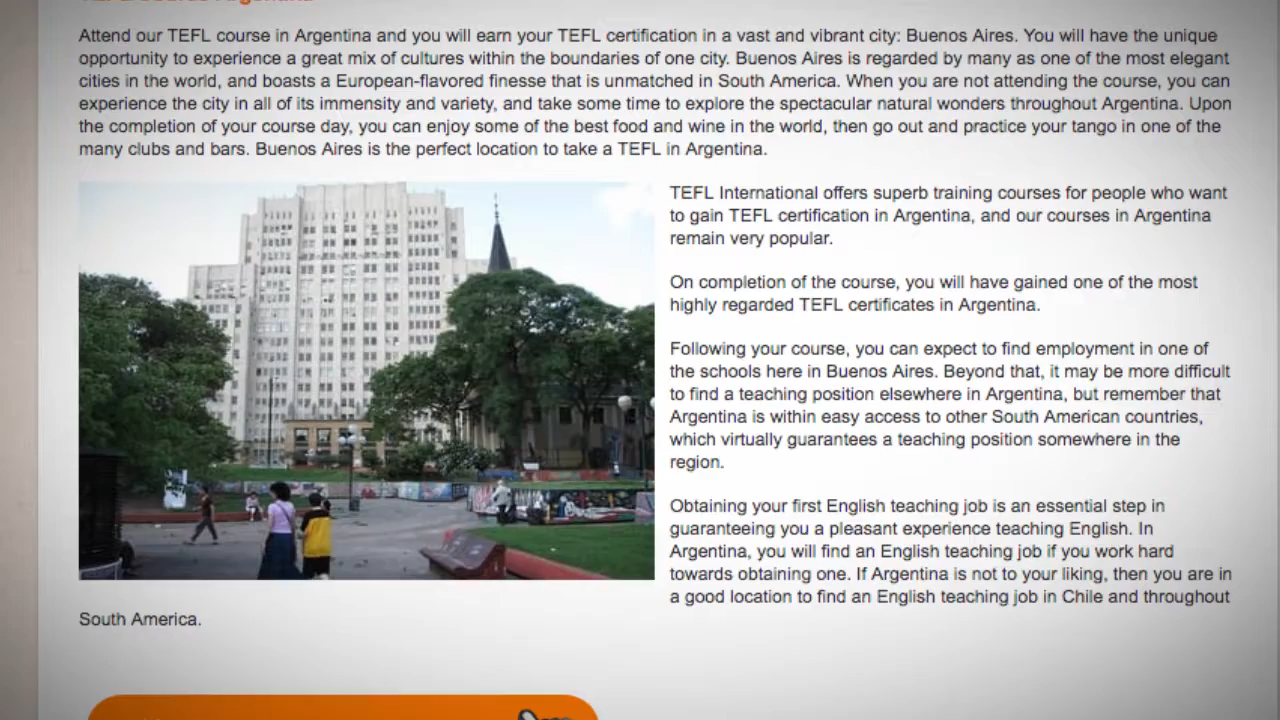 Attend our TEFL course in Argentina and you will earn your TEFL certification in a vast and vibrant city: Buenos Aires. You will have the unique
opportunity to experience a great mix of cultures within the boundaries of one city. Buenos Aires is regarded by many as one of the most elegant
cities in the world, and boasts a European-flavored finesse that is unmatched in South America. When you are not attending the course, you can
experience the city in all of its immensity and variety, and take some time to explore the spectacular natural wonders throughout Argentina. Upon
the completion of your course day, you can enjoy some of the best food and wine in the world, then go out and practice your tango in one of the
many clubs and bars. Buenos Aires is the perfect location to take a TEFL in Argentina.
TEFL International offers superb training courses for people who want
to gain TEFL certification in Argentina, and our courses in Argentina
remain very popular.
On completion of the course, you will have gained one of the most
highly regarded TEFL certificates in Argentina.
Following your course, you can expect to find employment in one of
the schools here in Buenos Aires. Beyond that, it may be more difficult
to find a teaching position elsewhere in Argentina, but remember that
Argentina is within easy access to other South American countries,
which virtually guarantees a teaching position somewhere in the
region.
Obtaining your first English teaching job is an essential step in
guaranteeing you a pleasant experience teaching English. In
Argentina, you will find an English teaching job if you work hard
towards obtaining one. If Argentina is not to your liking, then you are in
a good location to find an English teaching job in Chile and throughout
South America.